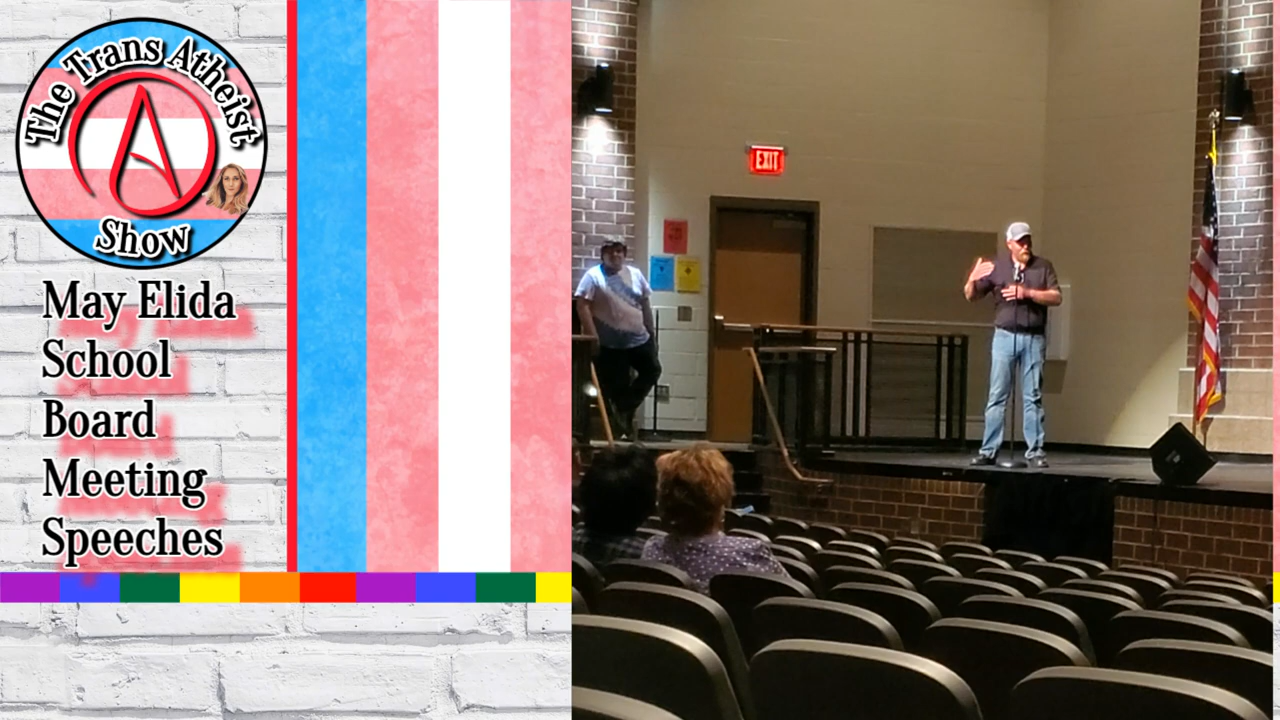 The Trans Atheist
Show
May Elida
School
Board
Meeting
Speeches
EXIT